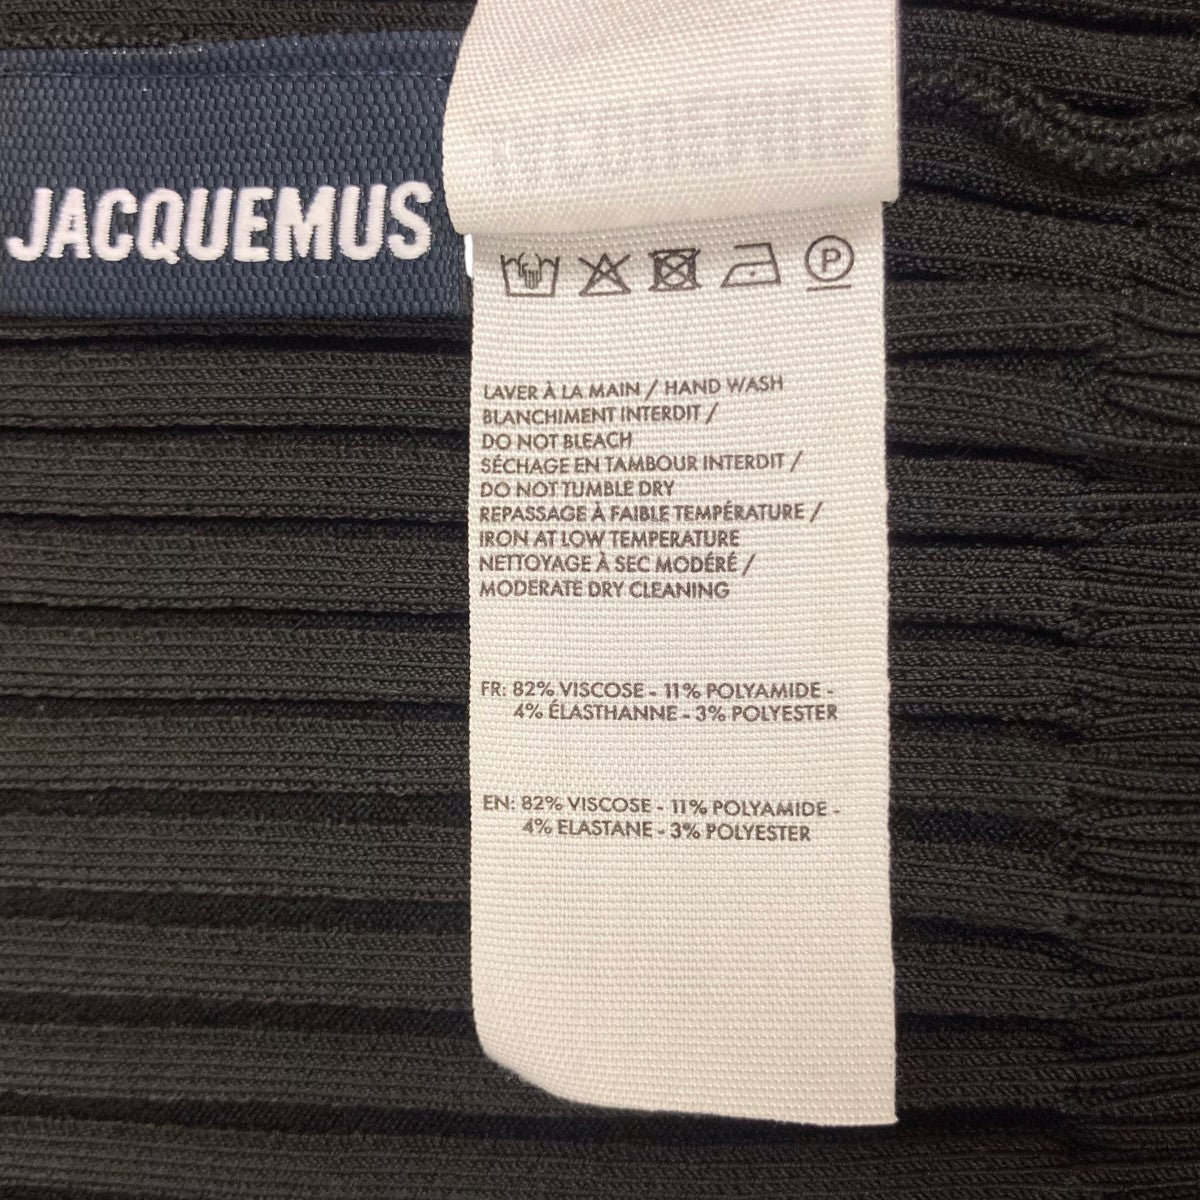 JACQUEMUS
P
LAVER À LA MAIN / HAND WASH
BLANCHIMENT INTERDIT /
DO NOT BLEACH
SÉCHAGE EN TAMBOUR INTERDIT /
DO NOT TUMBLE DRY
REPASSAGE À FAIBLE TEMPÉRATURE /
IRON AT LOW TEMPERATURE
NETTOYAGE À SEC MODÉRÉ /
MODERATE DRY CLEANING
FR: 82% VISCOSE - 11% POLYAMIDE -
4% ÉLASTHANNE - 3% POLYESTER
EN: 82% VISCOSE - 11% POLYAMIDE -
4% ELASTANE - 3% POLYESTER